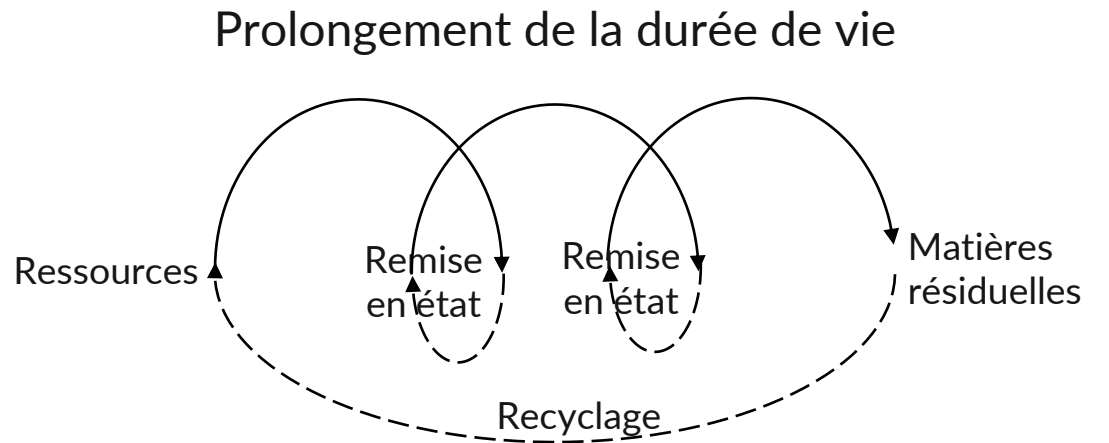 Prolongement de la durée de vie
Ressources
Remise
en état
Remise
en état
Matières
résiduelles
Recyclage